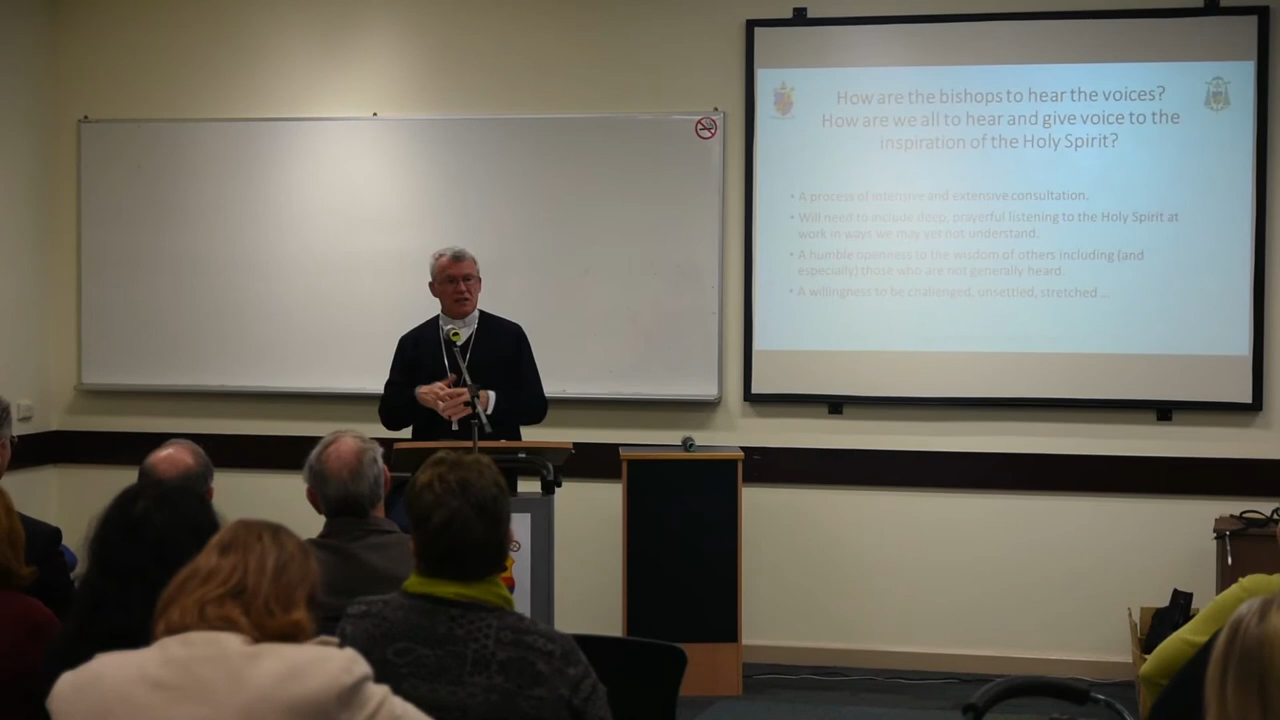 How are the bishops to hear the voices?
How are we all to hear and give voice to the
inspiration of the Holy Spirit?
• A process of intensive and extensive consultation.
• Will need to include deep, prayerful listening to the Holy Spirit at
work in ways we may yet not understand.
• A humble openness to the wisdom of others including (and
especially) those who are not generally heard.
• A willingness to be challenged, unsettled, stretched ...